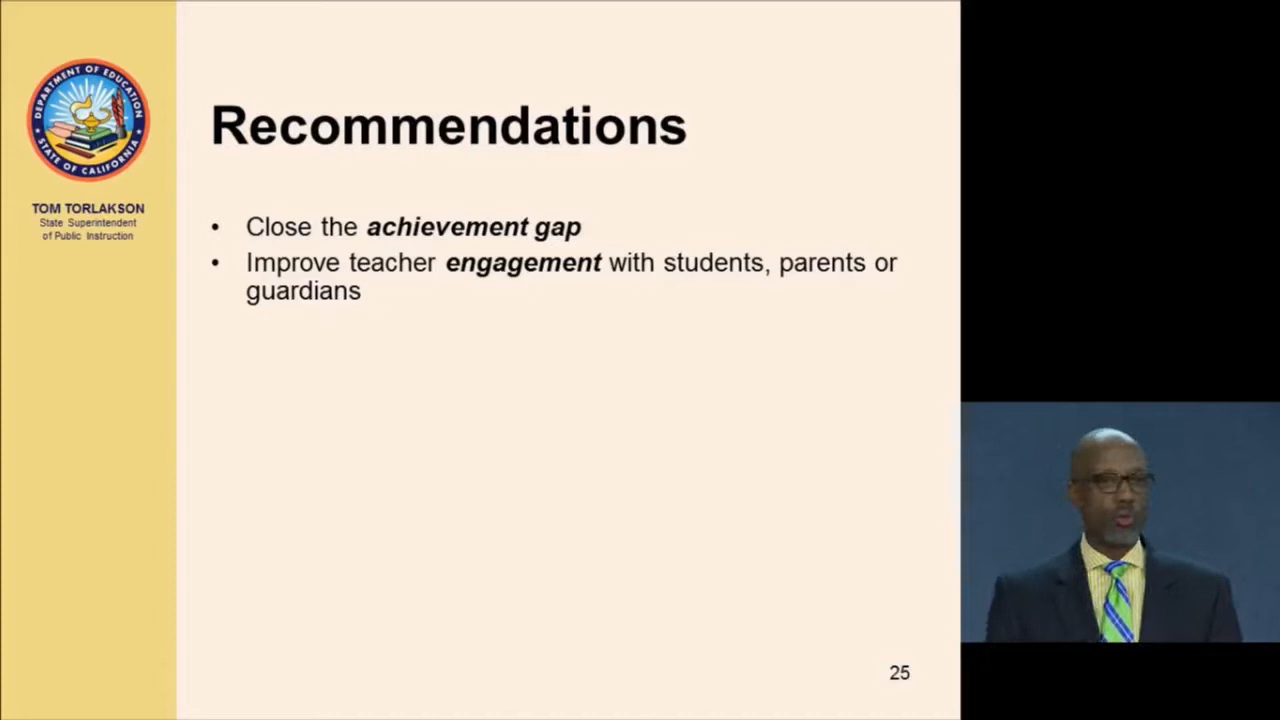 DEPARTMENT OF EDUCATION
STATE OF CALIFORNIA
TOM TORLAKSON
State Superintendent
of Public Instruction
Recommendations
• Close the achievement gap
• Improve teacher engagement with students, parents or
guardians
25